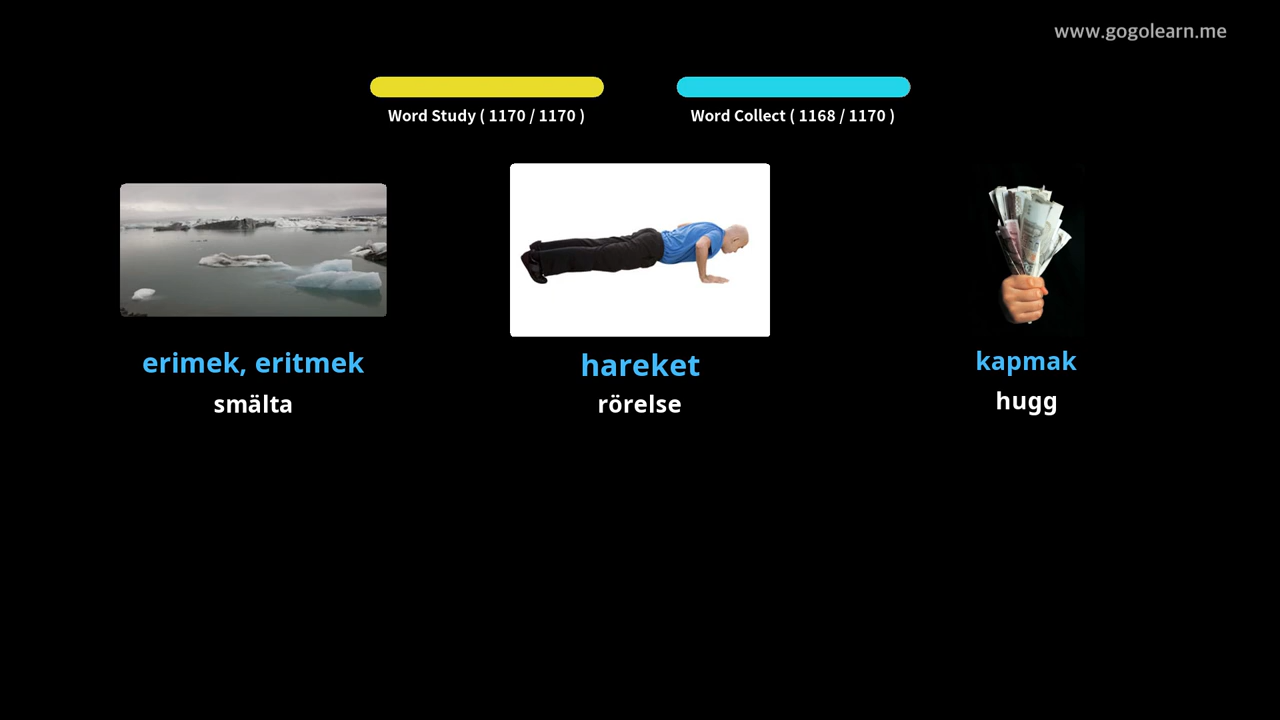 www.gogolearn.me
Word Study ( 1170 / 1170 )
Word Collect ( 1168 / 1170 )
erimek, eritmek
smälta
hareket
rörelse
kapmak
hugg